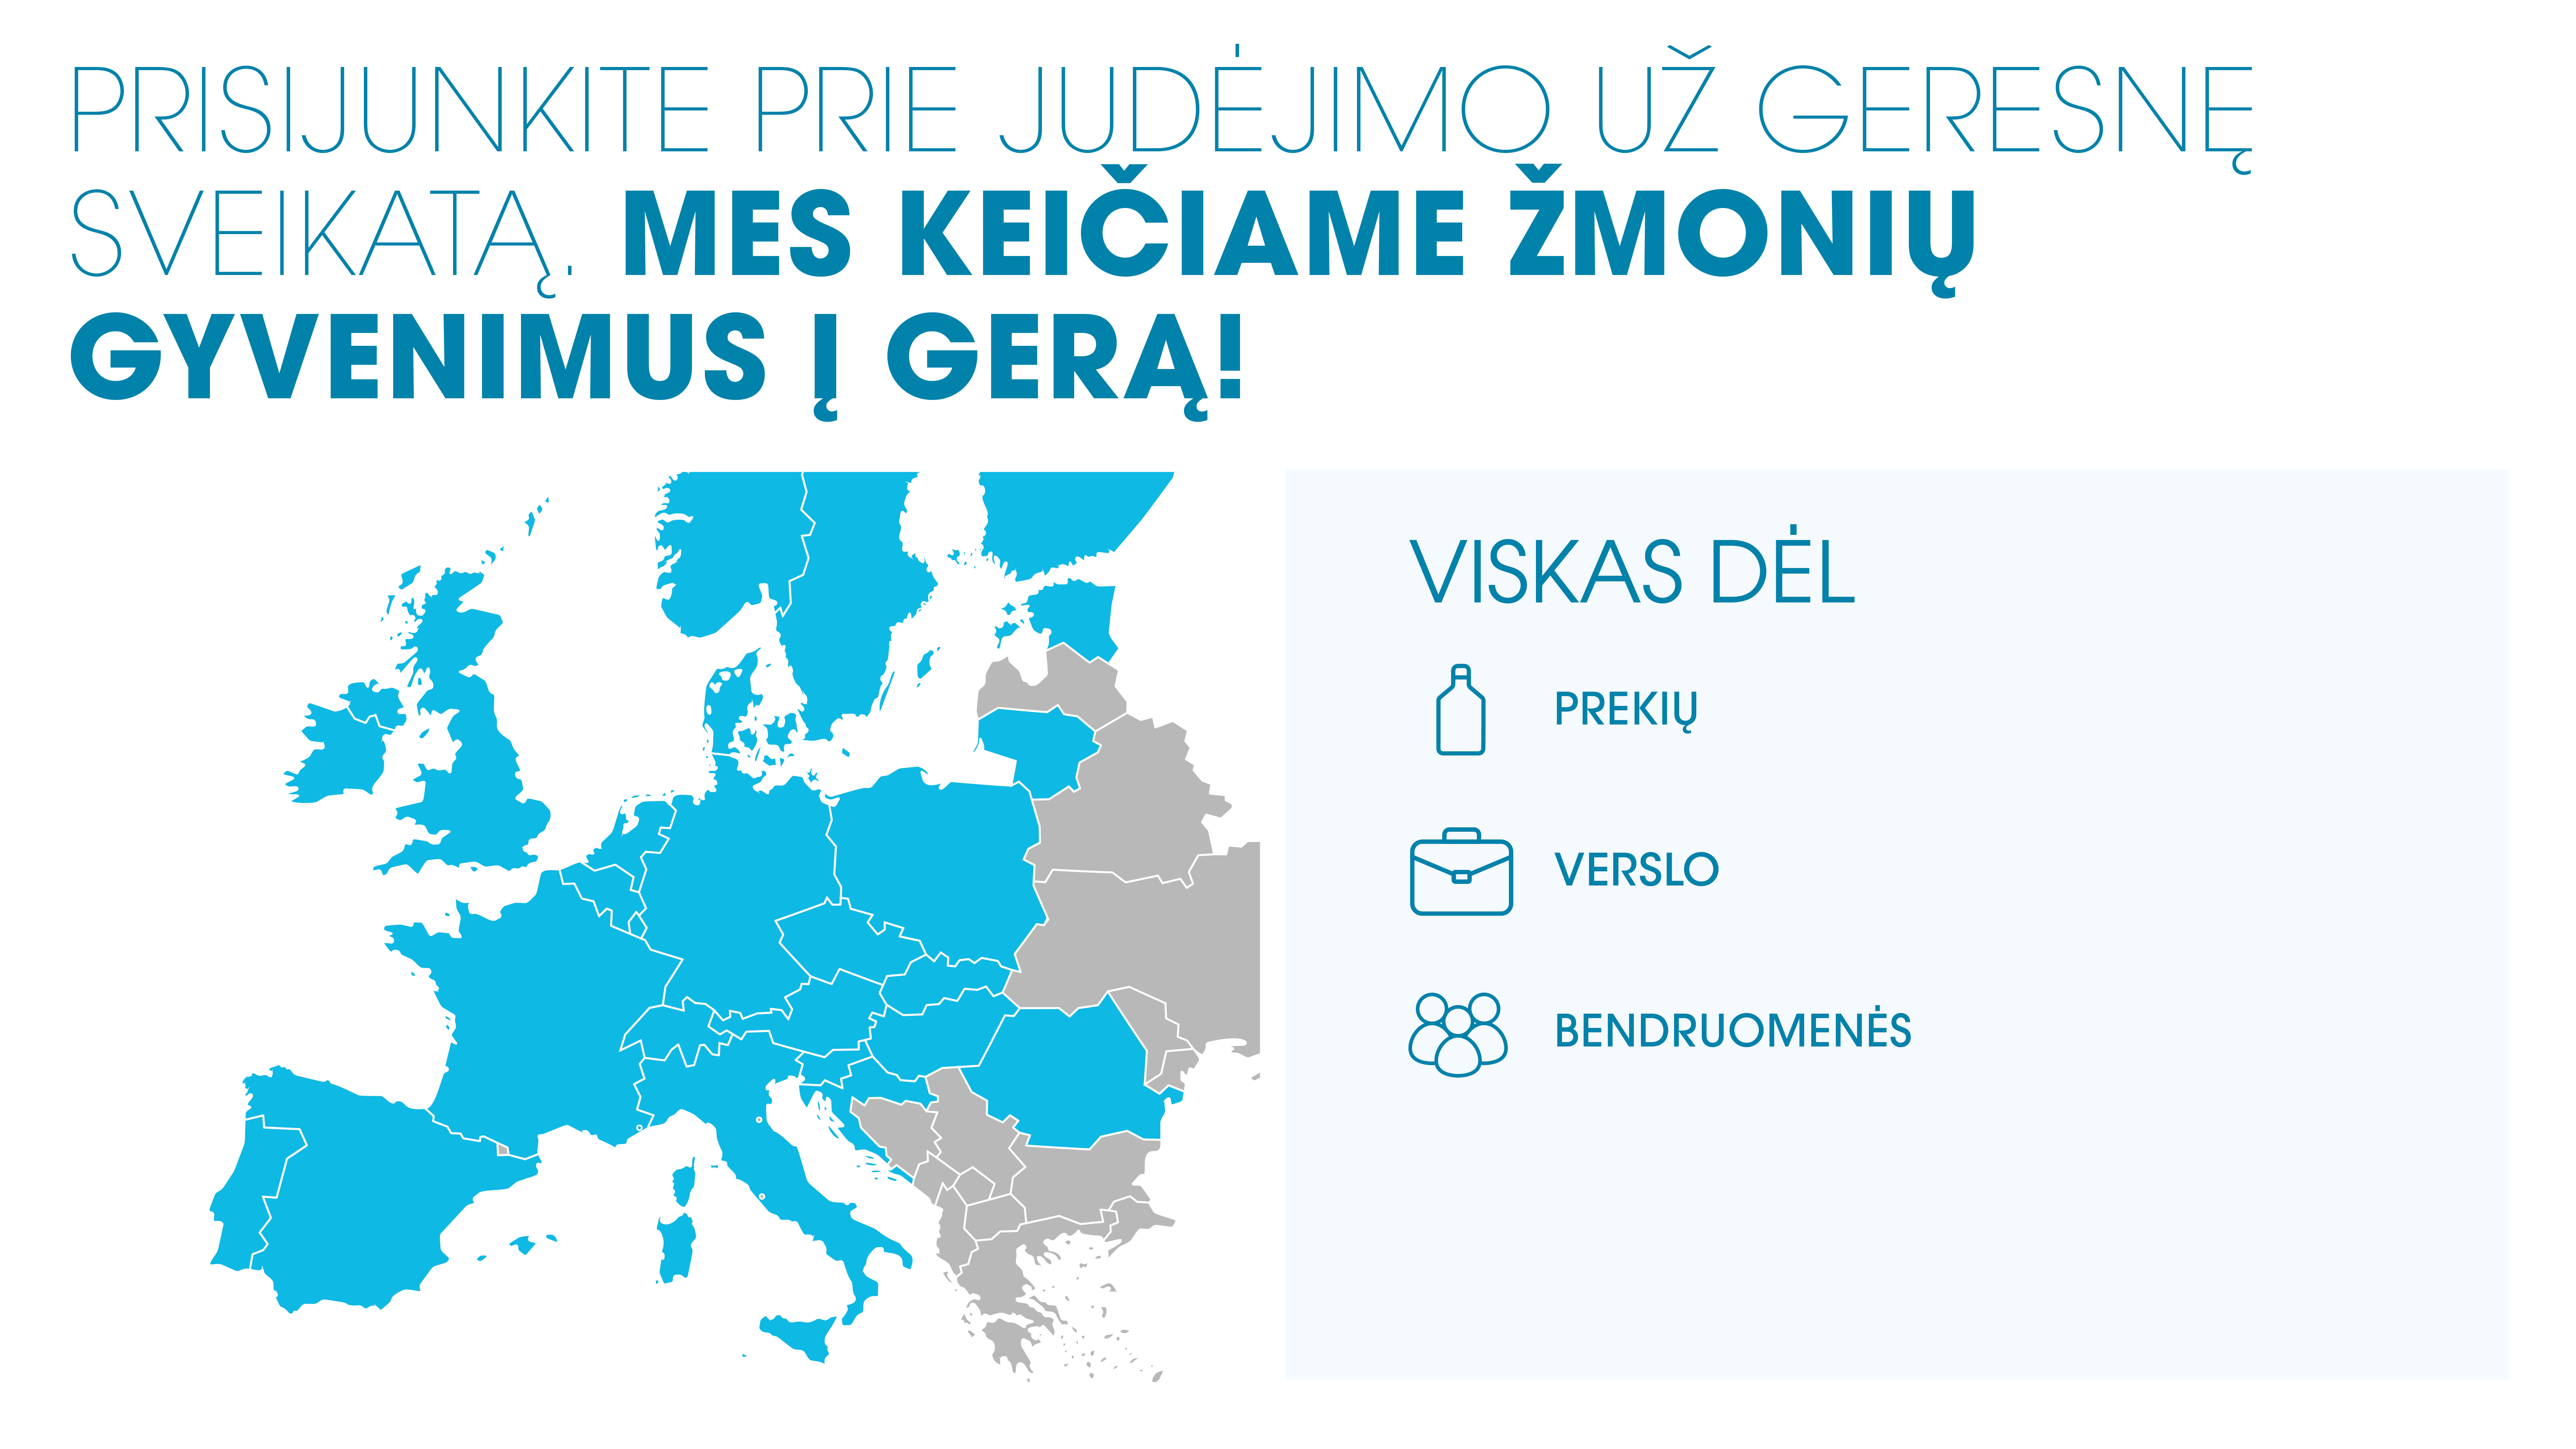 PRISIJUNKITE PRIE JUDĖJIMO UŽ GERESNĘ
SVEIKATĄ. MES KEIČIAME ŽMONIŲ
GYVENIMUS Į GERĄ!
VISKAS DĖL
PREKIŲ
VERSLO
BENDRUOMENĖS